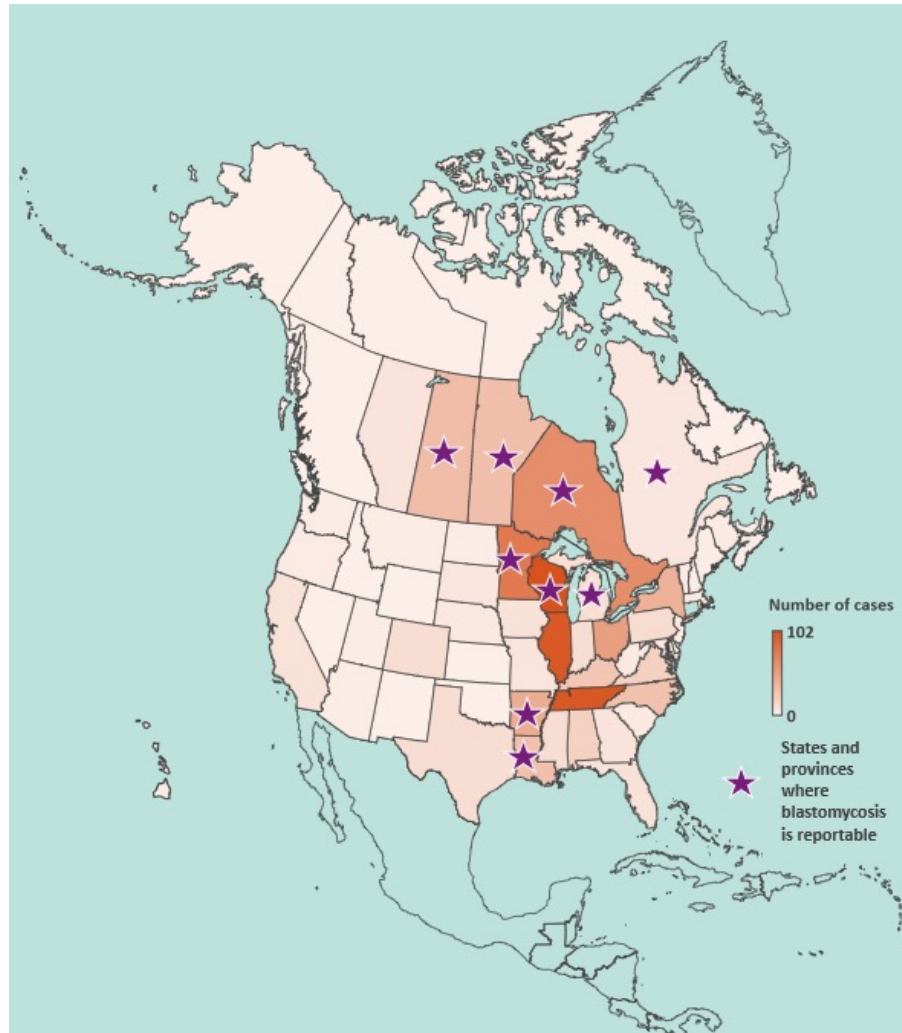 Number of cases
102
0
States and
provinces
where
blastomycosis
is reportable